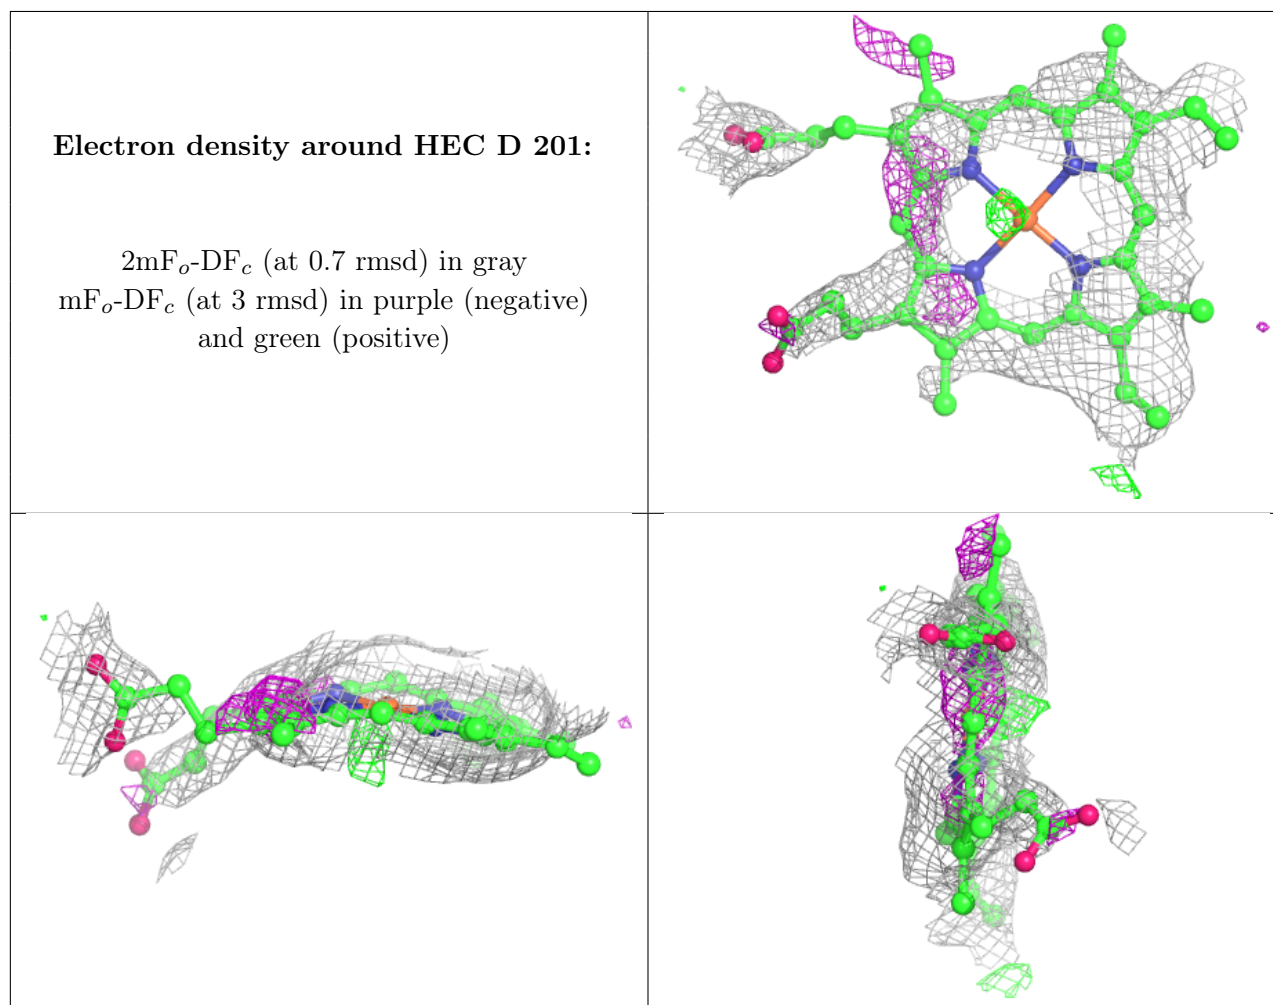 Electron density around HEC D 201:
2mFₒ-DF𝒸 (at 0.7 rmsd) in gray
mFₒ-DF𝒸 (at 3 rmsd) in purple (negative)
and green (positive)